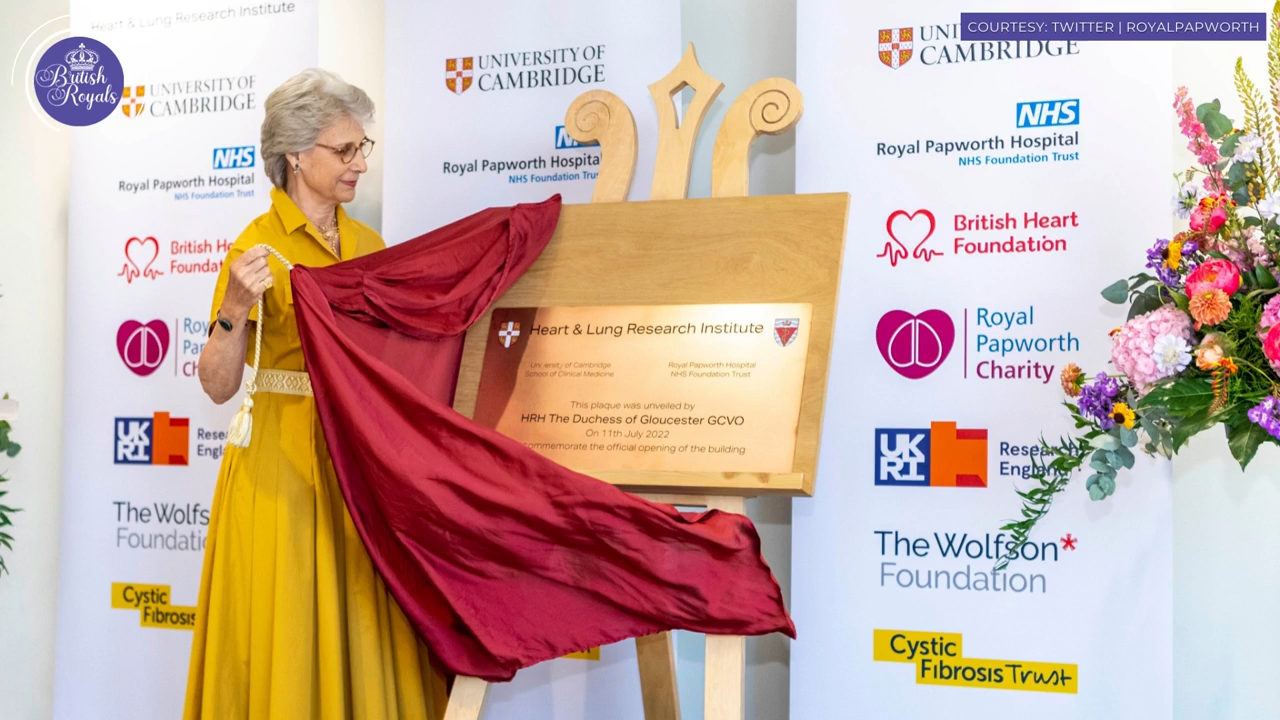 COURTESY: TWITTER | ROYALPAPWORTH
British
Royals
Heart & Lung Research Institute
UNIVERSITY OF
CAMBRIDGE
NHS
Royal Papworth Hospital
NHS Foundation Trust
British He
Founda
Roy
Pap
C
UK
RI
Rese
Engl
The Wolfs
Foundatio
Cystic
Fibrosis
UNIVERSITY OF
CAMBRIDGE
NHS
Royal Papworth Hospital
NHS Foundation Trus
Heart & Lung Research Institute
University of Cambridge
School of Clinical Medicine
Royal Papworth Hospital
NHS Foundation Trust
This plaque was unveiled by
HRH The Duchess of Gloucester GCVO
On 11th July 2022
commemorate the official opening of the building
UNI
CAMBRIDGE
NHS
Royal Papworth Hospital
NHS Foundation Trust
British Heart
Foundation
Royal
Papworth
Charity
UK
RI
Research
England
The Wolfson*
Foundation
Cystic
Fibrosis Trust